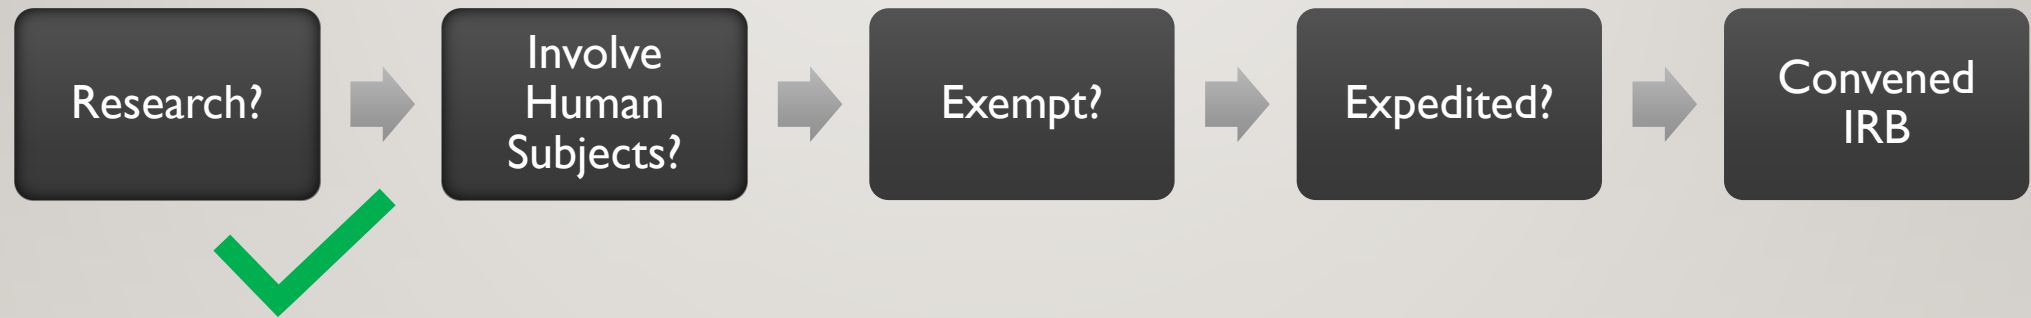 Research?
Involve
Human
Subjects?
Exempt?
Expedited?
Convened
IRB